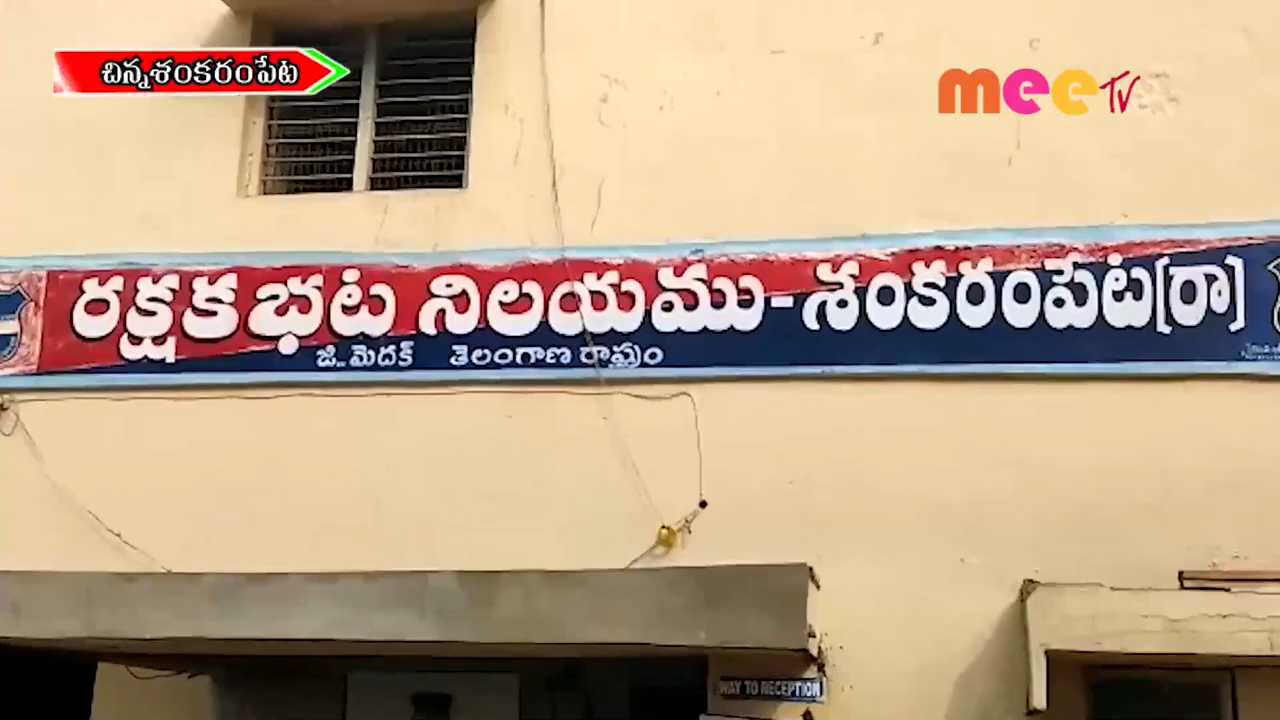 చిన్నశంకరంపేట
meeTV
రక్షకభట నిలయము-శంకరంపేట(రా)
జి.. మెదక్ తెలంగాణ రాష్ట్రం
WAY TO RECEPTION